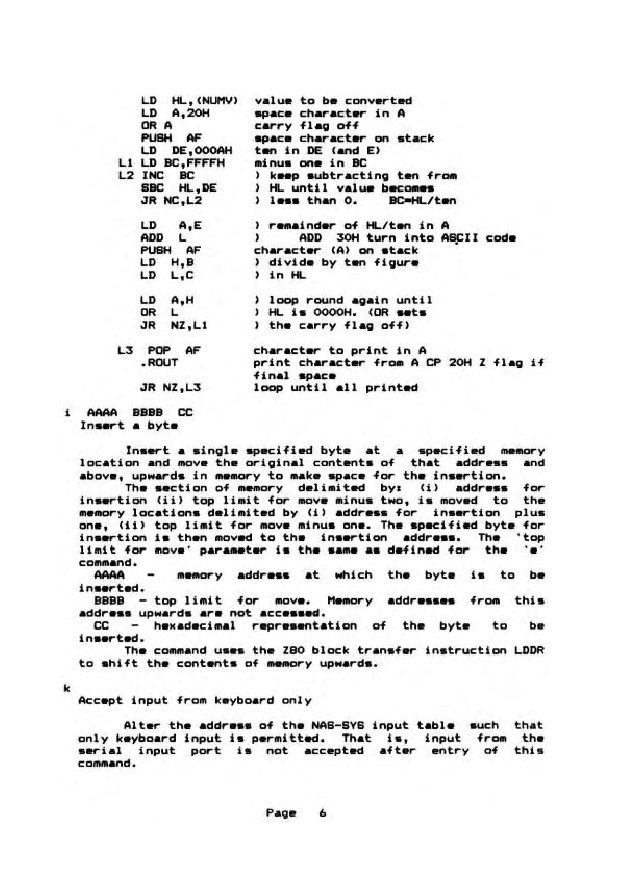 LD HL,(NUMV) value to be converted
LD A,20H space character in A
OR A carry flag off
PUSH AF space character on stack
LD DE,000AH ten in DE (and E)
L1 LD BC,FFFFH minus one in BC
L2 INC BC ) keep subtracting ten from
SBC HL,DE ) HL until value becomes
JR NC,L2 ) less than 0. BC=HL/ten
LD A,E ) remainder of HL/ten in A
ADD L ) ADD 30H turn into ASCII code
PUSH AF character (A) on stack
LD H,B ) divide by ten figure
LD L,C ) in HL
LD A,H ) loop round again until
OR L ) HL is 0000H. (OR sets
JR NZ,L1 ) the carry flag off)
L3 POP AF character to print in A
.ROUT print character from A CP 20H Z flag if
final space
JR NZ,L3 loop until all printed
i AAAA BBBB CC
Insert a byte
Insert a single specified byte at a specified memory
location and move the original contents of that address and
above, upwards in memory to make space for the insertion.
The section of memory delimited by: (i) address for
insertion (ii) top limit for move minus two, is moved to the
memory locations delimited by (i) address for insertion plus
one, (ii) top limit for move minus one. The specified byte for
insertion is then moved to the insertion address. The 'top
limit for move' parameter is the same as defined for the 'e'
command.
AAAA - memory address at which the byte is to be
inserted.
BBBB - top limit for move. Memory addresses from this
address upwards are not accessed.
CC - hexadecimal representation of the byte to be
inserted.
The command uses the Z80 block transfer instruction LDDR
to shift the contents of memory upwards.
k
Accept input from keyboard only
Alter the address of the NAS-SYS input table such that
only keyboard input is permitted. That is, input from the
serial input port is not accepted after entry of this
command.
Page 6